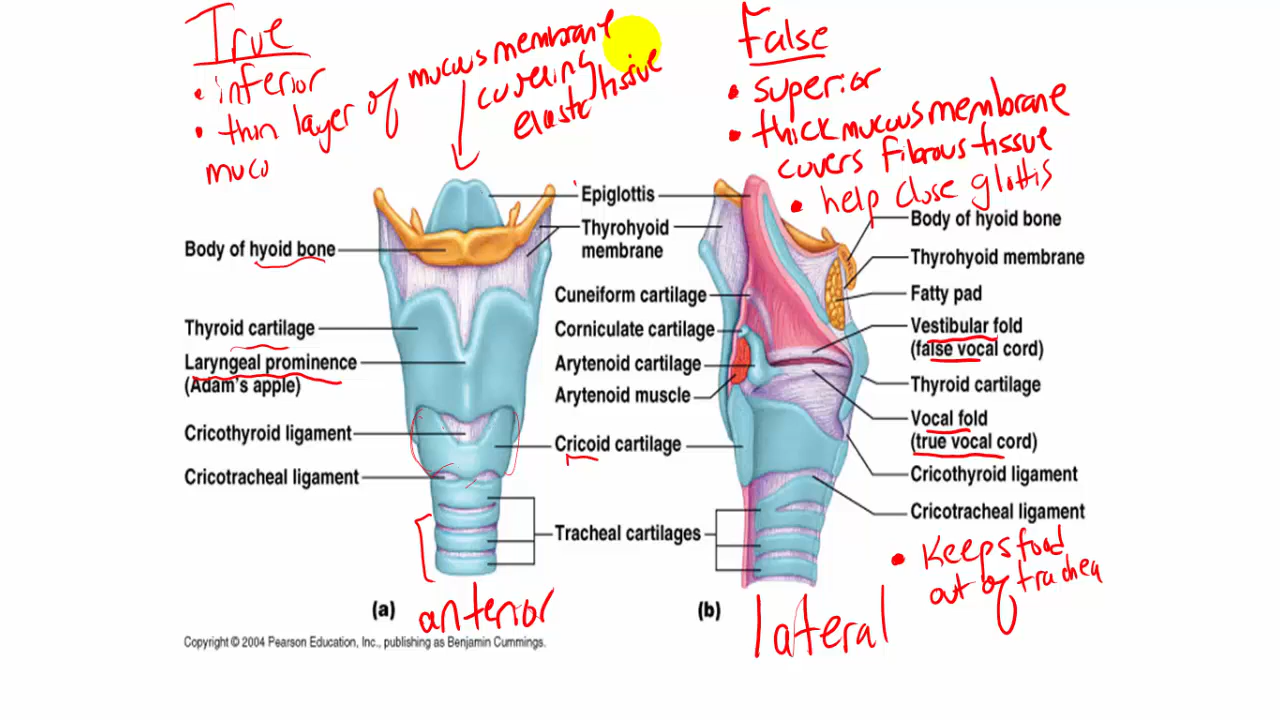 True
• inferior
• thin layer of mucous membrane
covering
elastic tissue
muco
False
• superior
• thick mucous membrane
covers fibrous tissue
• help close glottis
Body of hyoid bone
Thyroid cartilage
Laryngeal prominence
(Adam's apple)
Cricothyroid ligament
Cricotracheal ligament
Epiglottis
Thyrohyoid
membrane
Cuneiform cartilage
Corniculate cartilage
Arytenoid cartilage
Arytenoid muscle
Cricoid cartilage
Tracheal cartilages
Body of hyoid bone
Thyrohyoid membrane
Fatty pad
Vestibular fold
(false vocal cord)
Thyroid cartilage
Vocal fold
(true vocal cord)
Cricothyroid ligament
Cricotracheal ligament
• Keeps food
out of trachea
(a) anterior
(b) lateral
Copyright © 2004 Pearson Education, Inc., publishing as Benjamin Cummings.